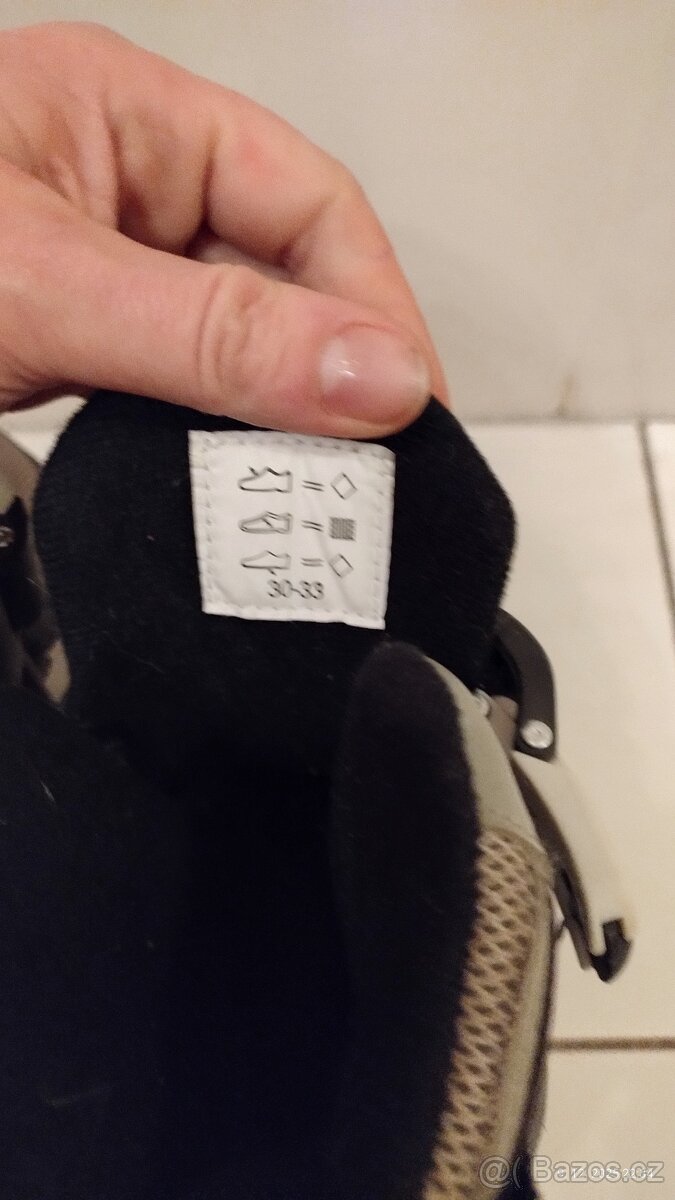 =
=
=
30-33
@( Bazos.cz